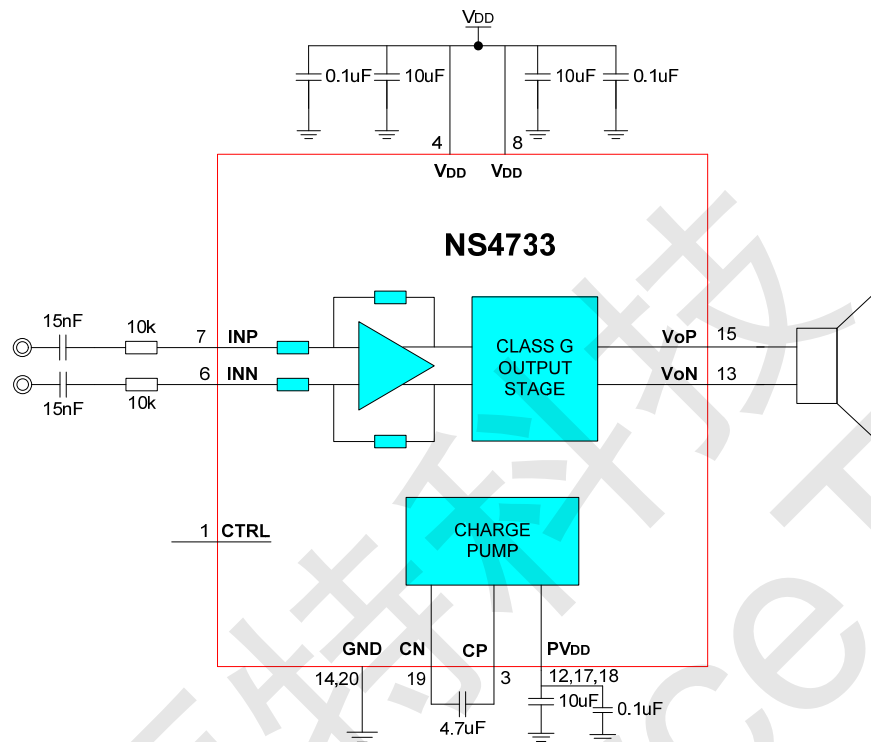 VDD
0.1uF
10uF
10uF
0.1uF
4
8
VDD
VDD
NS4733
15nF
10k
7
INP
6
INN
15nF
10k
CLASS G
OUTPUT
STAGE
VoP
15
VoN
13
1
CTRL
CHARGE
PUMP
GND
CN
CP
PVDD
14,20
19
3
12,17,18
4.7uF
10uF
0.1uF
科技